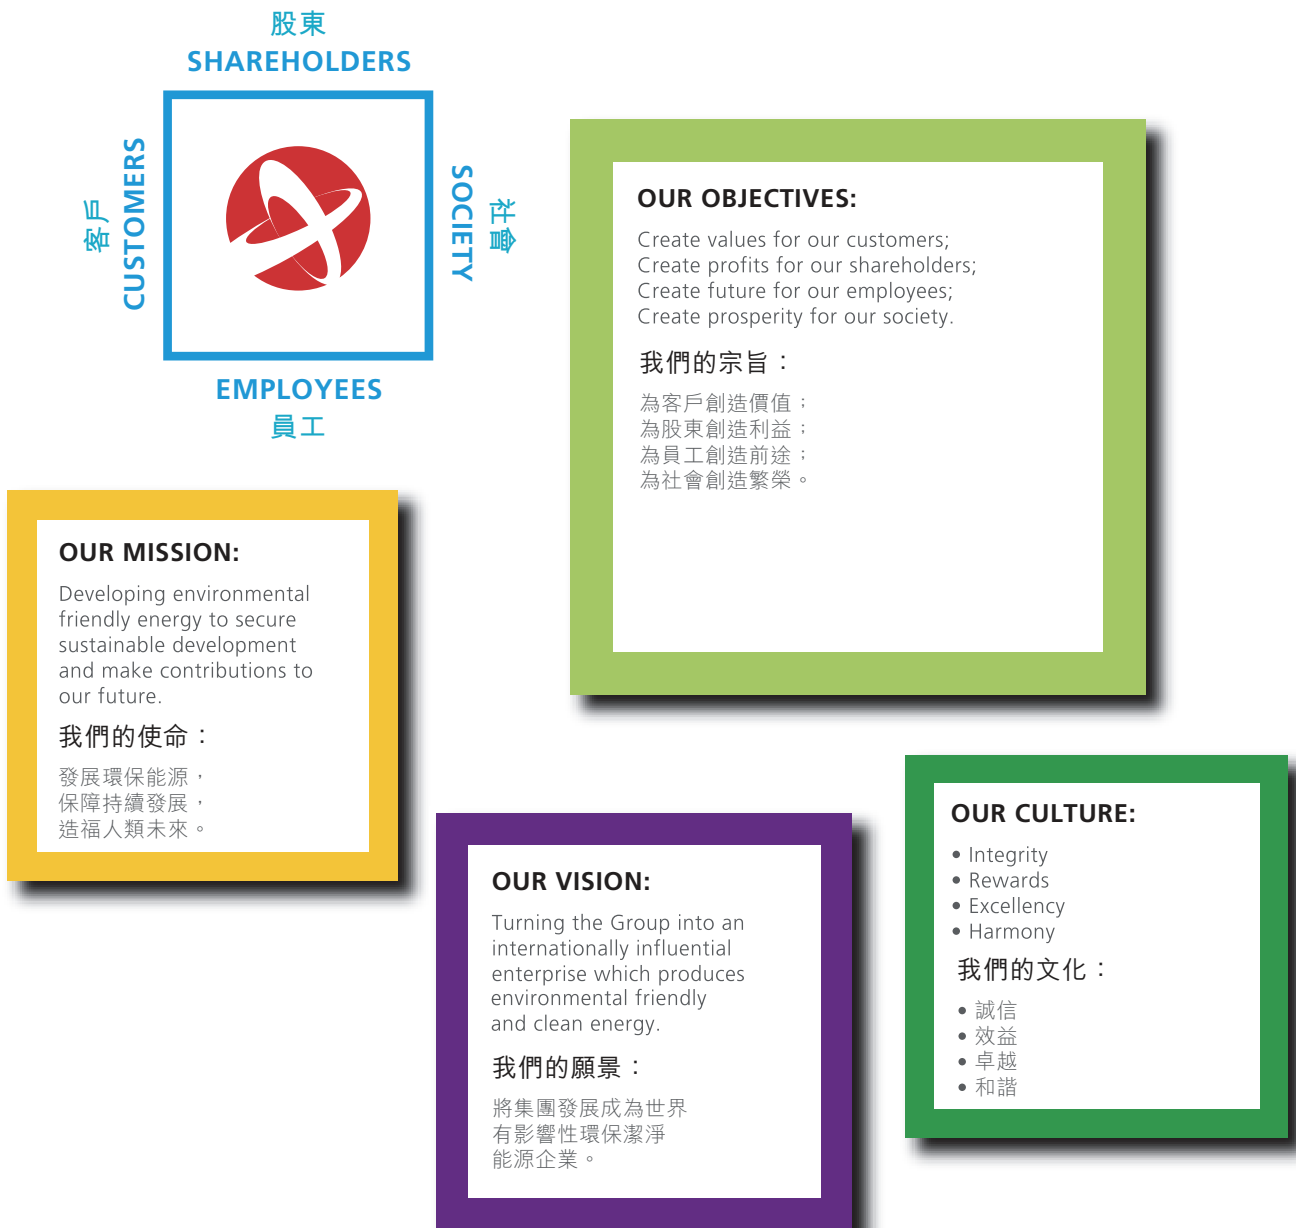 股東
SHAREHOLDERS
客戶
CUSTOMERS
SOCIETY
社會
EMPLOYEES
員工
OUR OBJECTIVES:
Create values for our customers;
Create profits for our shareholders;
Create future for our employees;
Create prosperity for our society.
我們的宗旨：
為客戶創造價值；
為股東創造利益；
為員工創造前途；
為社會創造繁榮。
OUR MISSION:
Developing environmental
friendly energy to secure
sustainable development
and make contributions to
our future.
我們的使命：
發展環保能源，
保障持續發展，
造福人類未來。
OUR VISION:
Turning the Group into an
internationally influential
enterprise which produces
environmental friendly
and clean energy.
我們的願景：
將集團發展成為世界
有影響性環保潔淨
能源企業。
OUR CULTURE:
• Integrity
• Rewards
• Excellency
• Harmony
我們的文化：
• 誠信
• 效益
• 卓越
• 和諧